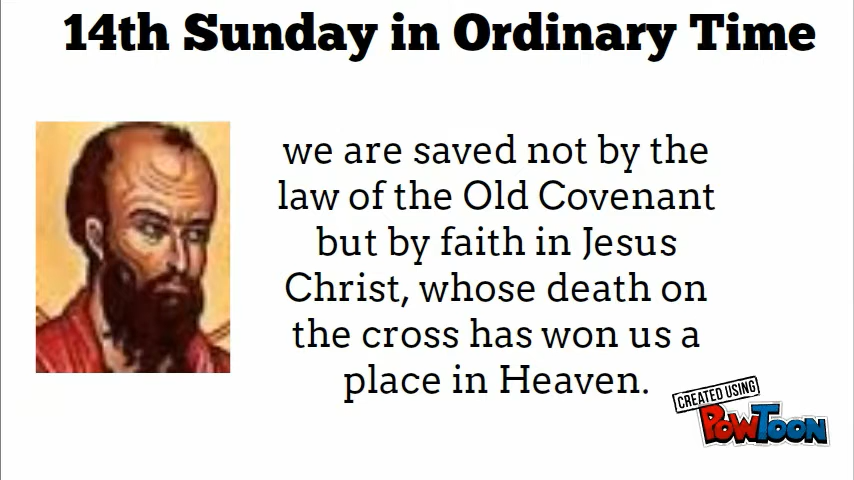 14th Sunday in Ordinary Time
we are saved not by the
law of the Old Covenant
but by faith in Jesus
Christ, whose death on
the cross has won us a
place in Heaven.
CREATED USING
POWTOON